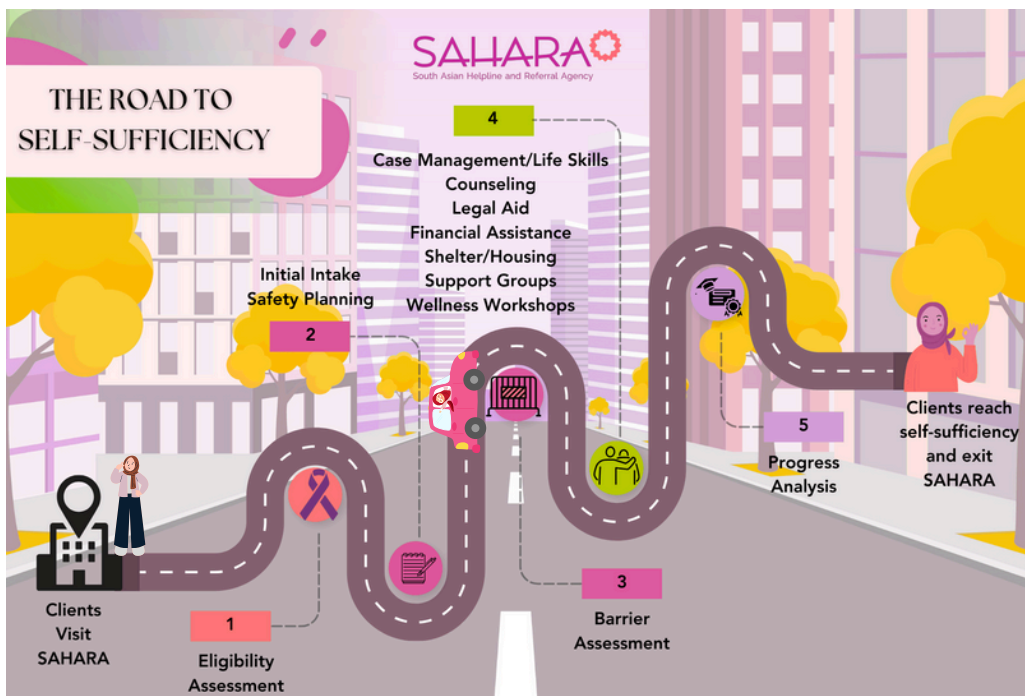 THE ROAD TO
SELF-SUFFICIENCY
SAHARA
South Asian Helpline and Referral Agency
Clients
Visit
SAHARA
1
Eligibility
Assessment
Initial Intake
Safety Planning
2
3
Barrier
Assessment
4
Case Management/Life Skills
Counseling
Legal Aid
Financial Assistance
Shelter/Housing
Support Groups
Wellness Workshops
5
Progress
Analysis
Clients reach
self-sufficiency
and exit
SAHARA